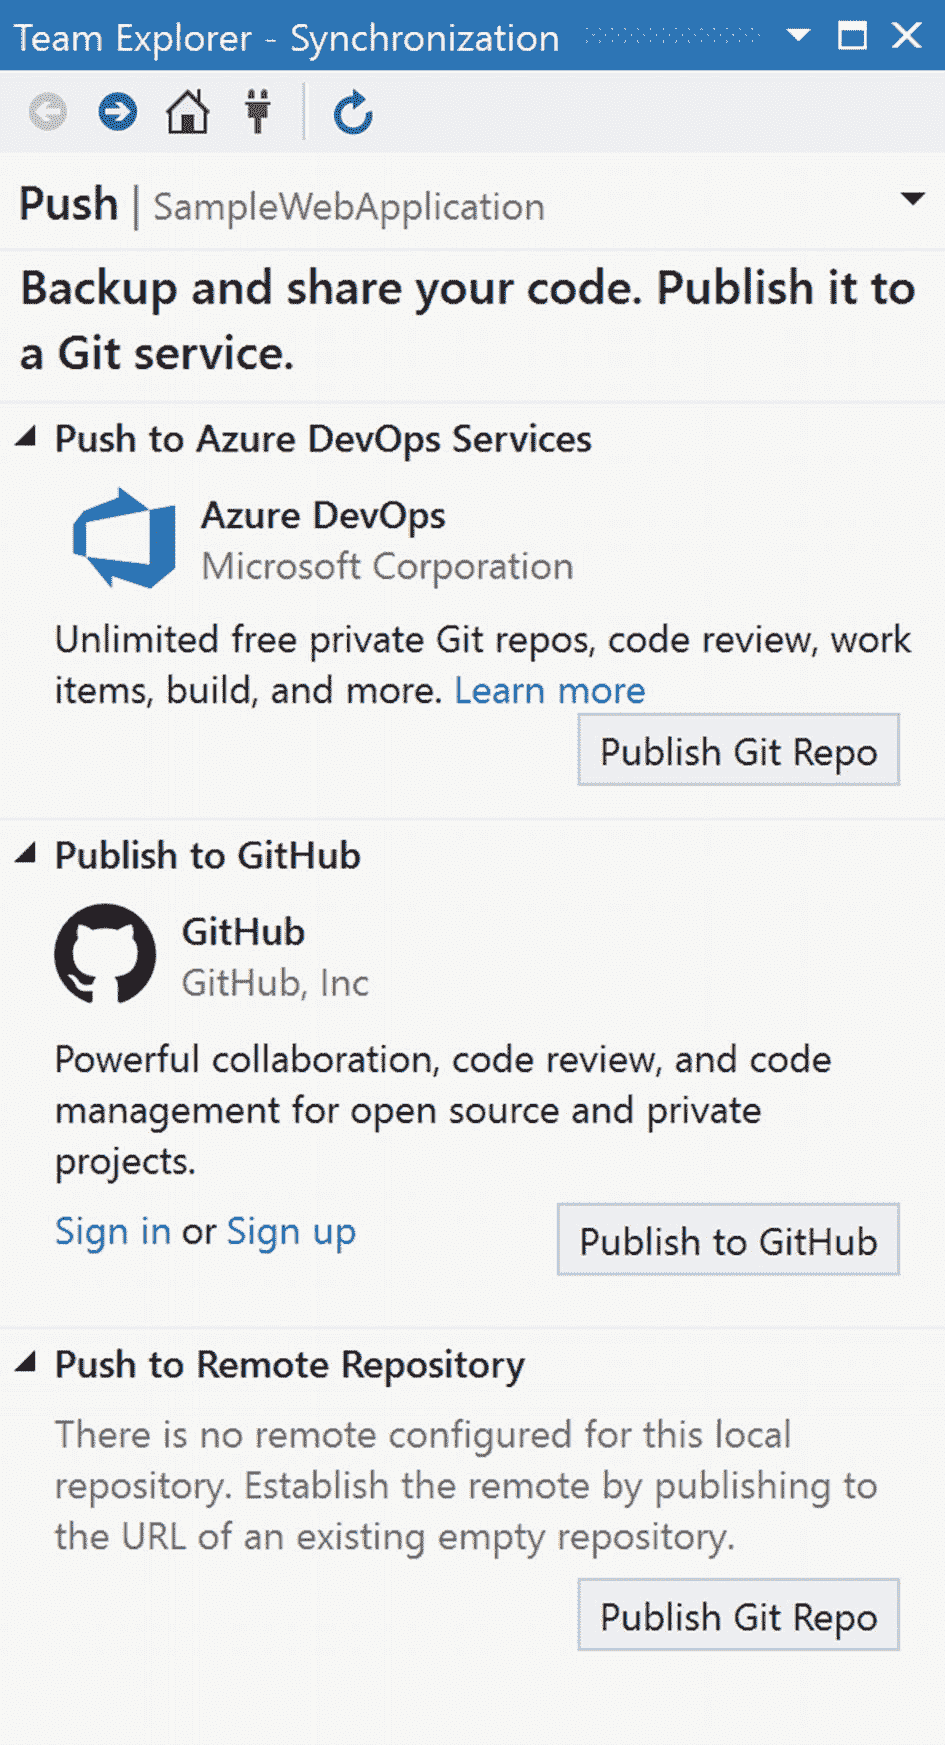 Team Explorer - Synchronization
Push | SampleWebApplication
Backup and share your code. Publish it to
a Git service.
Push to Azure DevOps Services
Azure DevOps
Microsoft Corporation
Unlimited free private Git repos, code review, work
items, build, and more. Learn more
Publish Git Repo
Publish to GitHub
GitHub
GitHub, Inc
Powerful collaboration, code review, and code
management for open source and private
projects.
Sign in or Sign up
Publish to GitHub
Push to Remote Repository
There is no remote configured for this local
repository. Establish the remote by publishing to
the URL of an existing empty repository.
Publish Git Repo